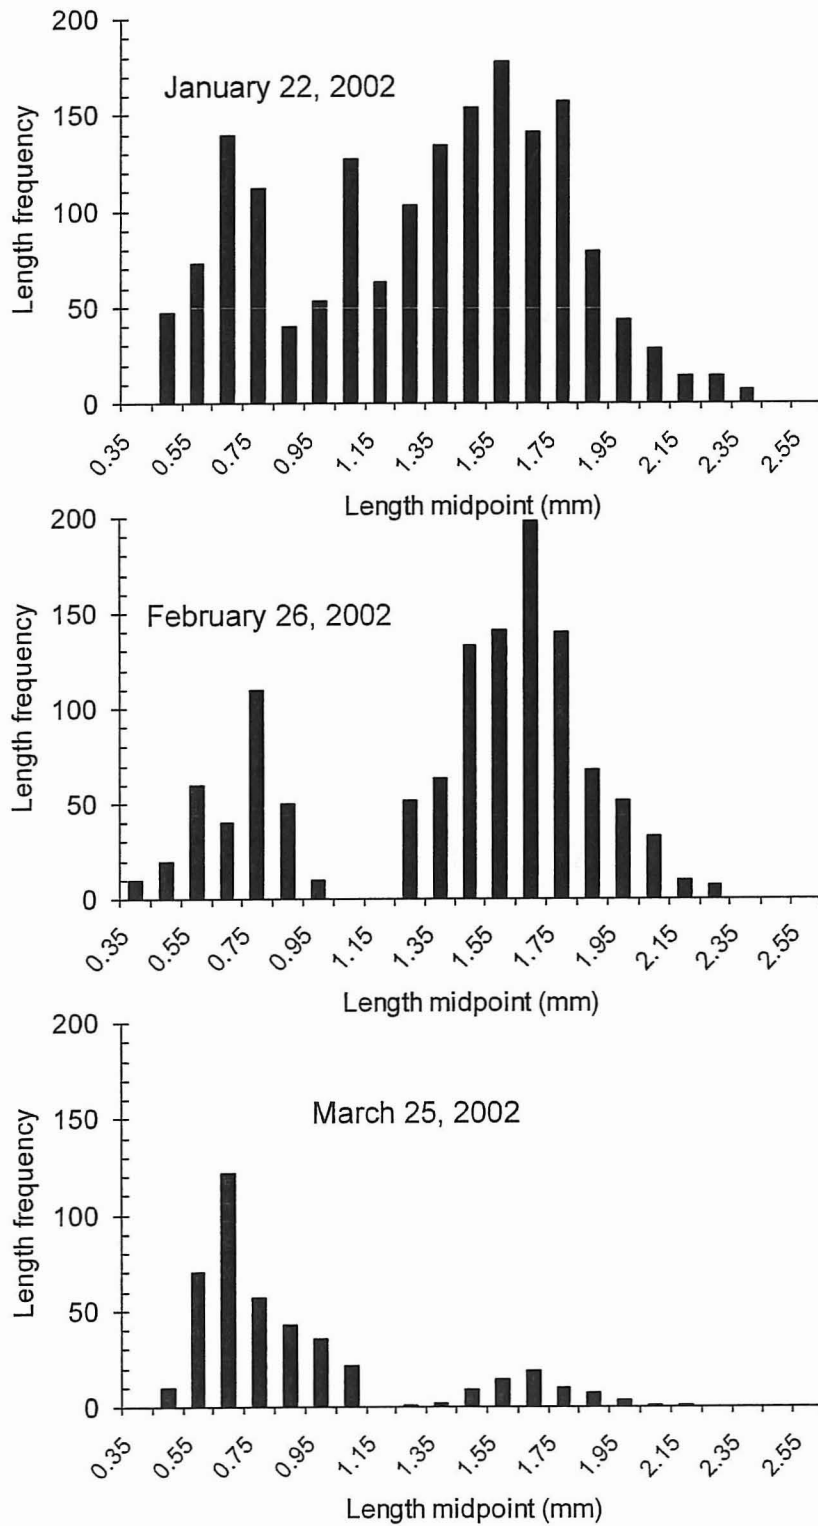 200
150
100
50
0
Length frequency
January 22, 2002
0.35 0.55 0.75 0.95 1.15 1.35 1.55 1.75 1.95 2.15 2.35 2.55
Length midpoint (mm)
200
150
100
50
0
Length frequency
February 26, 2002
0.35 0.55 0.75 0.95 1.15 1.35 1.55 1.75 1.95 2.15 2.35 2.55
Length midpoint (mm)
200
150
100
50
0
Length frequency
March 25, 2002
0.35 0.55 0.75 0.95 1.15 1.35 1.55 1.75 1.95 2.15 2.35 2.55
Length midpoint (mm)